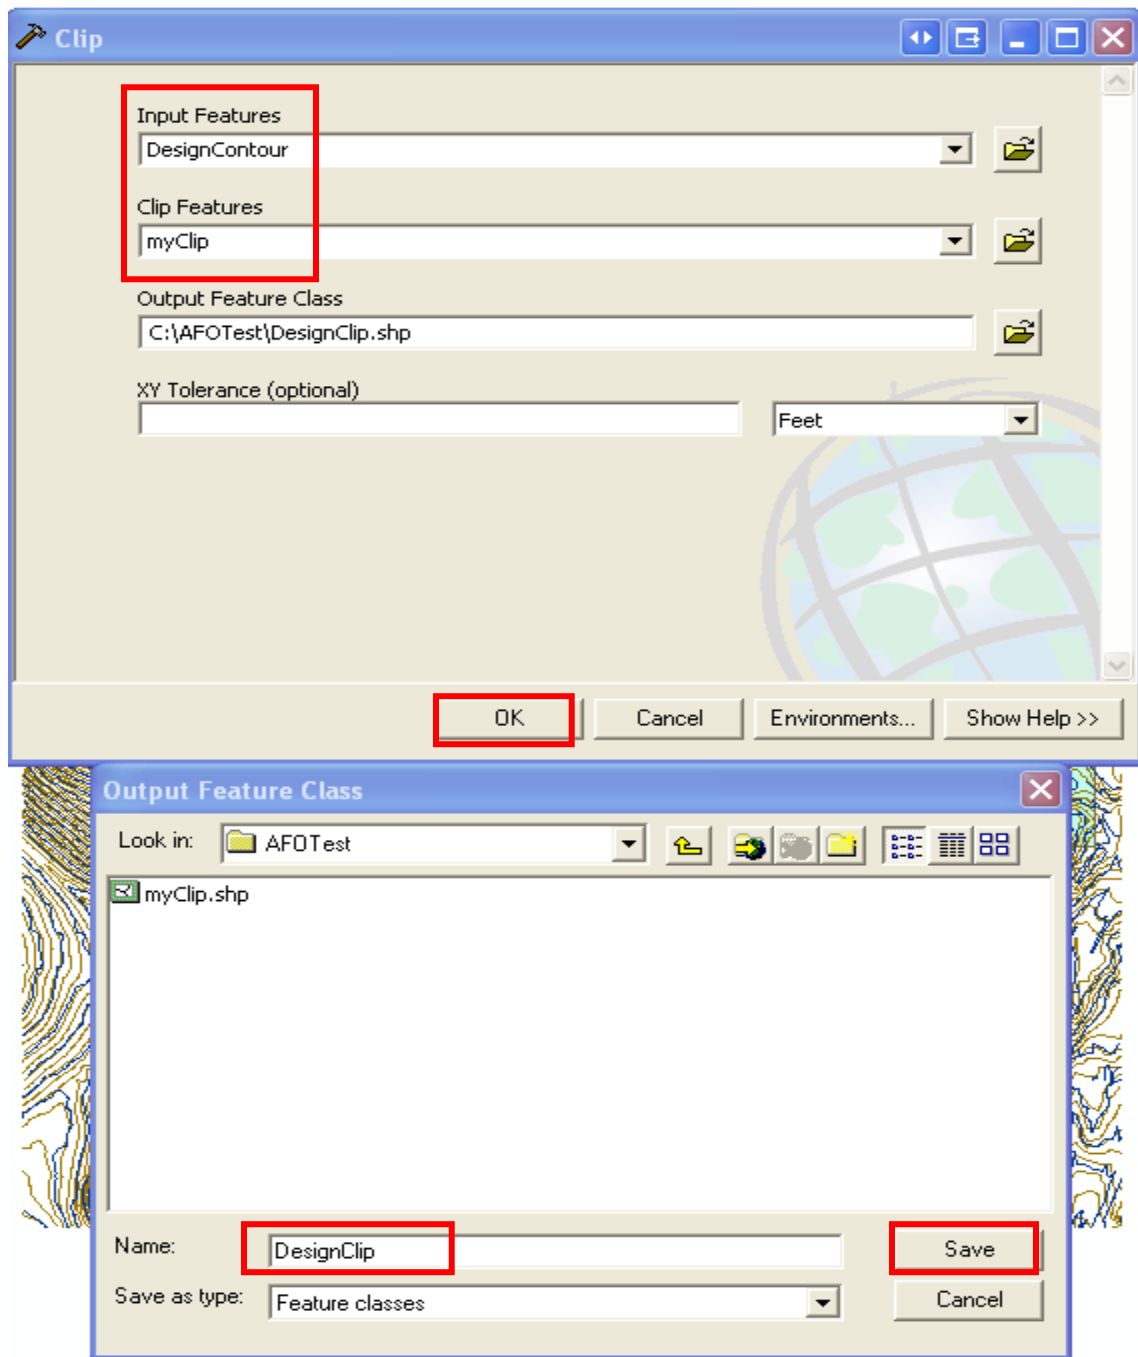 Clip
Input Features
DesignContour
Clip Features
myClip
Output Feature Class
C:\AFOTest\DesignClip.shp
XY Tolerance (optional)
Feet
OK Cancel Environments... Show Help >>
Output Feature Class
Look in: AFOTest
myClip.shp
Name: DesignClip Save
Save as type: Feature classes Cancel